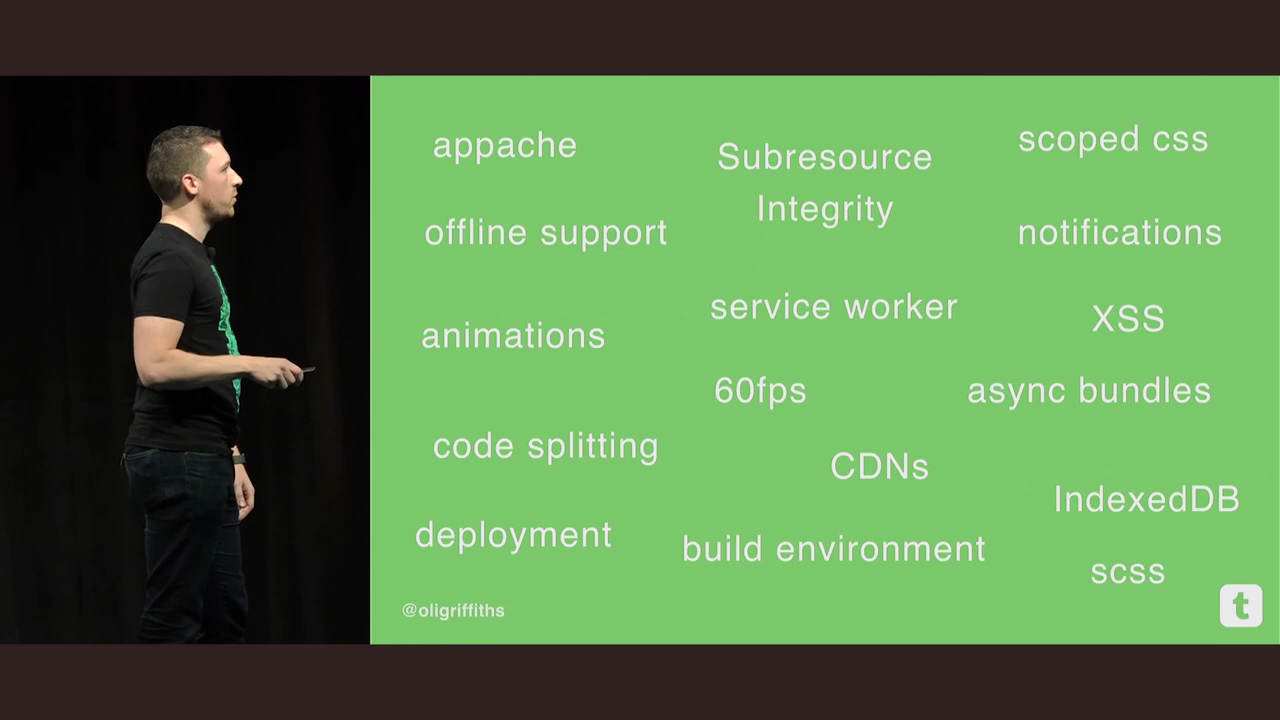 appache
Subresource
Integrity
scoped css
offline support
notifications
service worker
XSS
animations
60fps
async bundles
code splitting
CDNs
IndexedDB
deployment
build environment
scss
@oligriffiths
t